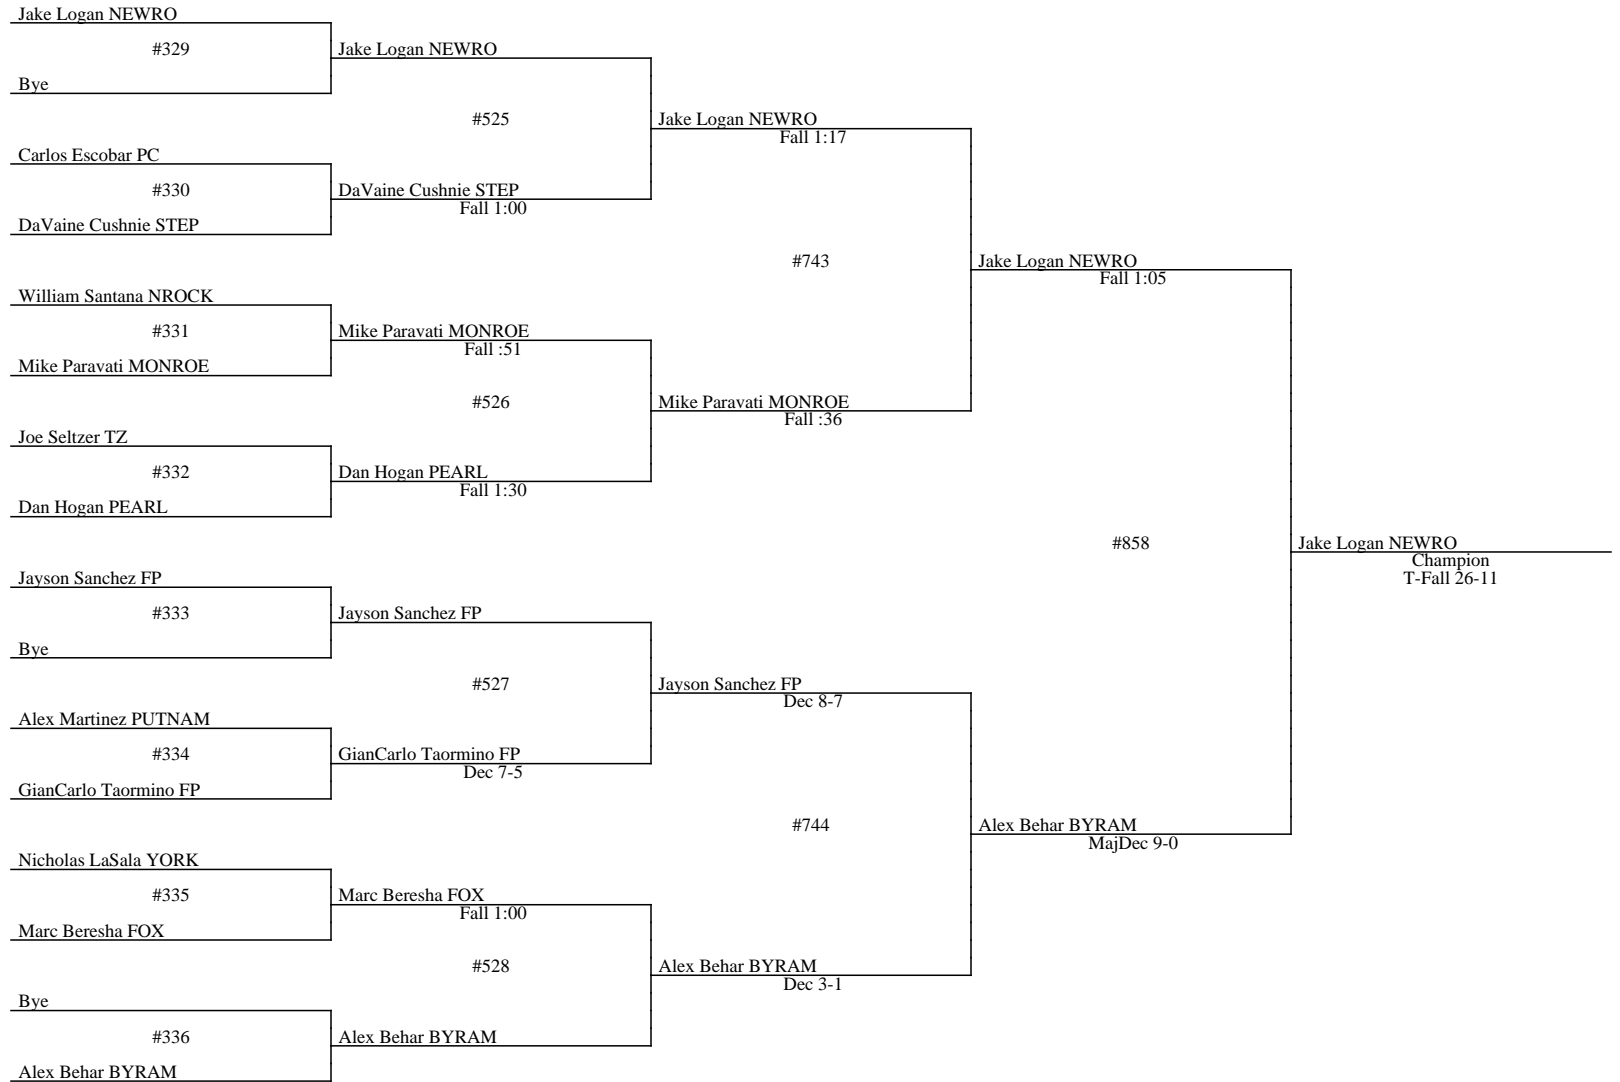 Jake Logan NEWRO
#329
Bye
Jake Logan NEWRO
#525
Carlos Escobar PC
#330
DaVaine Cushnie STEP
DaVaine Cushnie STEP
Fall 1:00
Jake Logan NEWRO
Fall 1:17
#743
William Santana NROCK
#331
Mike Paravati MONROE
Mike Paravati MONROE
Fall :51
#526
Joe Seltzer TZ
#332
Dan Hogan PEARL
Dan Hogan PEARL
Fall 1:30
Mike Paravati MONROE
Fall :36
Jake Logan NEWRO
Fall 1:05
#858
Jayson Sanchez FP
#333
Bye
Jayson Sanchez FP
#527
Alex Martinez PUTNAM
#334
GianCarlo Taormino FP
GianCarlo Taormino FP
Dec 7-5
Jayson Sanchez FP
Dec 8-7
#744
Nicholas LaSala YORK
#335
Marc Beresha FOX
Marc Beresha FOX
Fall 1:00
#528
Bye
#336
Alex Behar BYRAM
Alex Behar BYRAM
Alex Behar BYRAM
Dec 3-1
Alex Behar BYRAM
MajDec 9-0
Jake Logan NEWRO
Champion
T-Fall 26-11